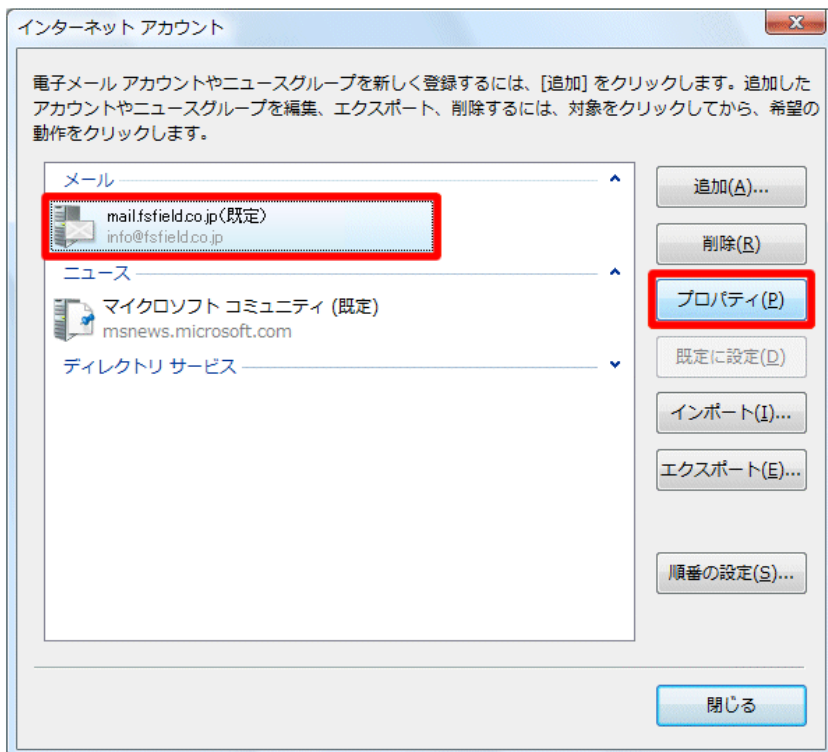 インターネット アカウント
電子メール アカウントやニュースグループを新しく登録するには、[追加] をクリックします。追加した
アカウントやニュースグループを編集、エクスポート、削除するには、対象をクリックしてから、希望の
動作をクリックします。
メール
mail.fsfield.co.jp(既定)
info@fsfield.co.jp
ニュース
マイクロソフト コミュニティ (既定)
msnews.microsoft.com
ディレクトリ サービス
追加(A)...
削除(R)
プロパティ(P)
既定に設定(D)
インポート(I)...
エクスポート(E)...
順番の設定(S)...
閉じる